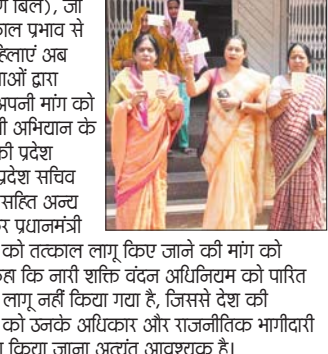 बिल), जो
प्रभाव से
महिलाएं अब
द्वारा
अपनी मांग को
अभियान के
की प्रदेश
प्रदेश सचिव
सहित अन्य
प्रधानमंत्री
को तत्काल लागू किए जाने की मांग को
कि नारी शक्ति वंदन अधिनियम को पारित
लागू नहीं किया गया है, जिससे देश की
को उनके अधिकार और राजनीतिक भागीदारी
किया जाना अत्यंत आवश्यक है।